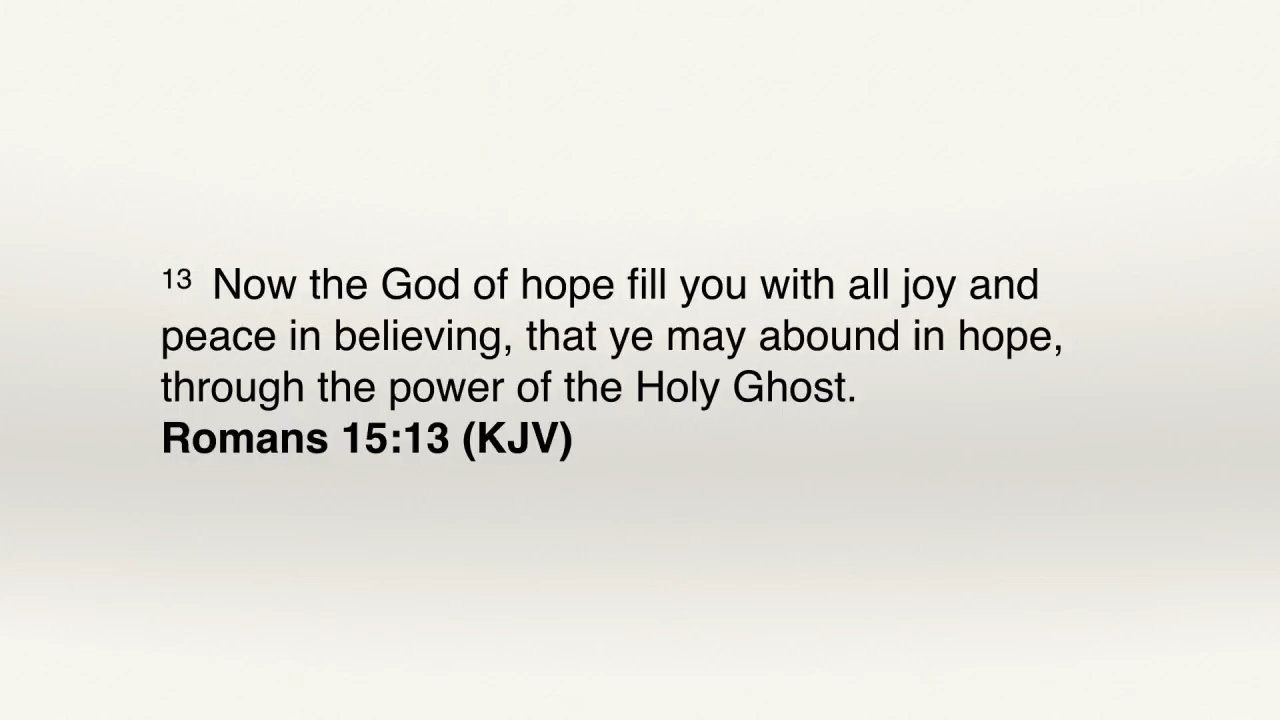 13 Now the God of hope fill you with all joy and
peace in believing, that ye may abound in hope,
through the power of the Holy Ghost.
Romans 15:13 (KJV)